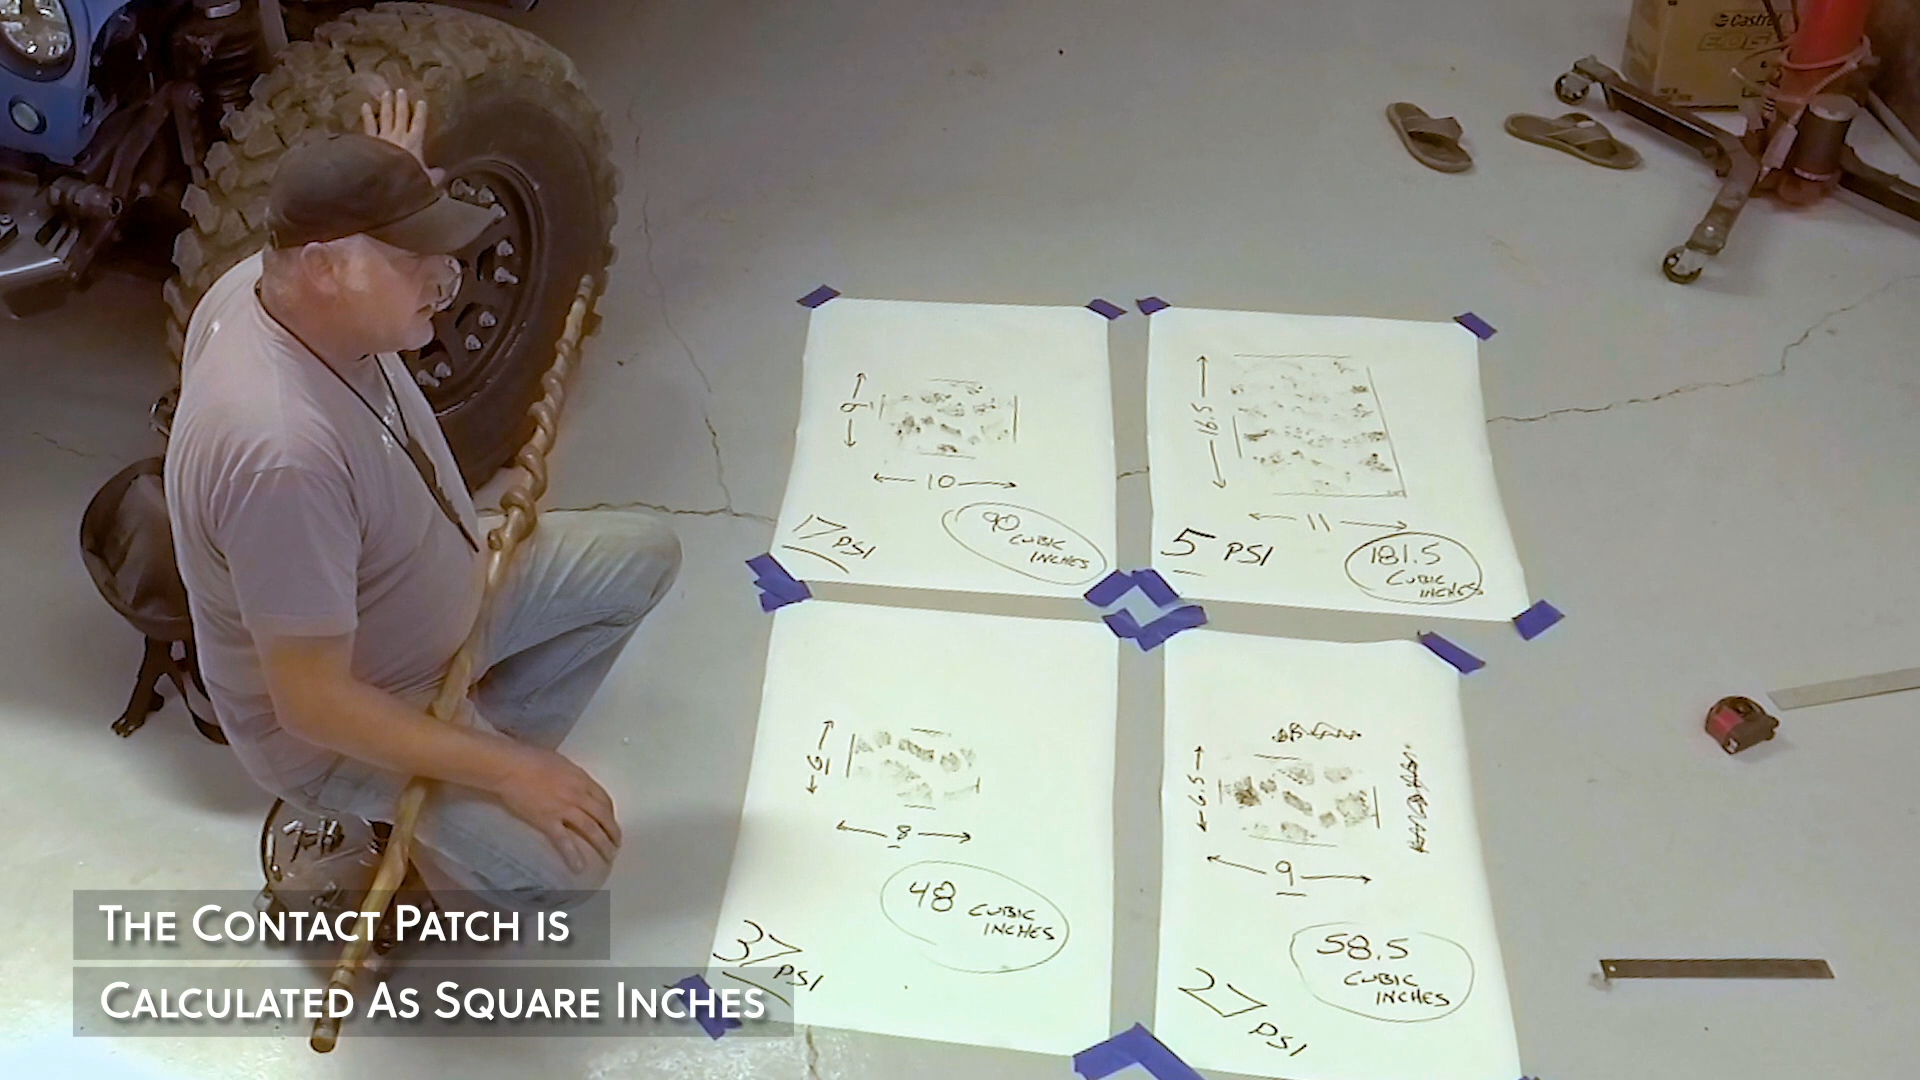 Castrol
9
10
17 PSI
90
CUBIC
INCHES
16.5
11
5 PSI
181.5
CUBIC
INCHES
6
8
48 CUBIC
INCHES
37 PSI
6.5
9
58.5
CUBIC
INCHES
27 PSI
THE CONTACT PATCH IS
CALCULATED AS SQUARE INCHES